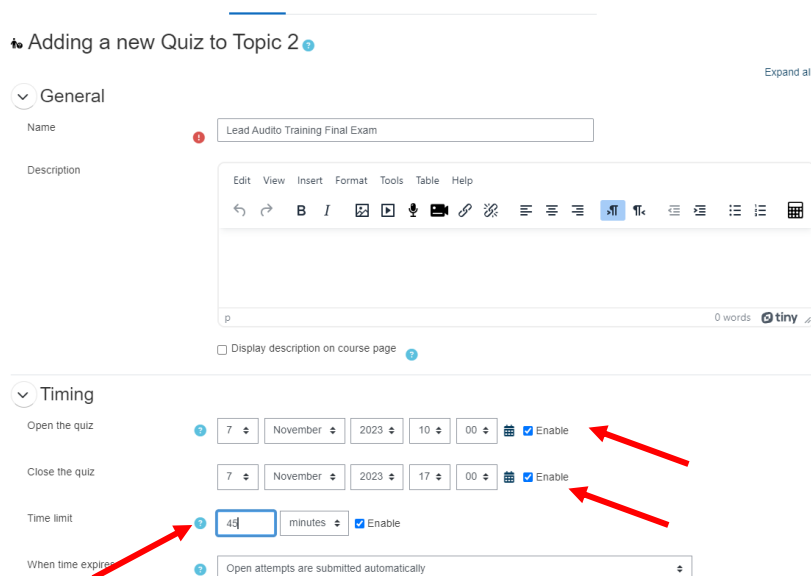 Adding a new Quiz to Topic 2
Expand al
General
Name
Lead Audito Training Final Exam
Description
Edit View Insert Format Tools Table Help
B I
p 0 words tiny
Display description on course page
Timing
Open the quiz 7 November 2023 10 00 Enable
Close the quiz 7 November 2023 17 00 Enable
Time limit 45 minutes Enable
When time expires Open attempts are submitted automatically